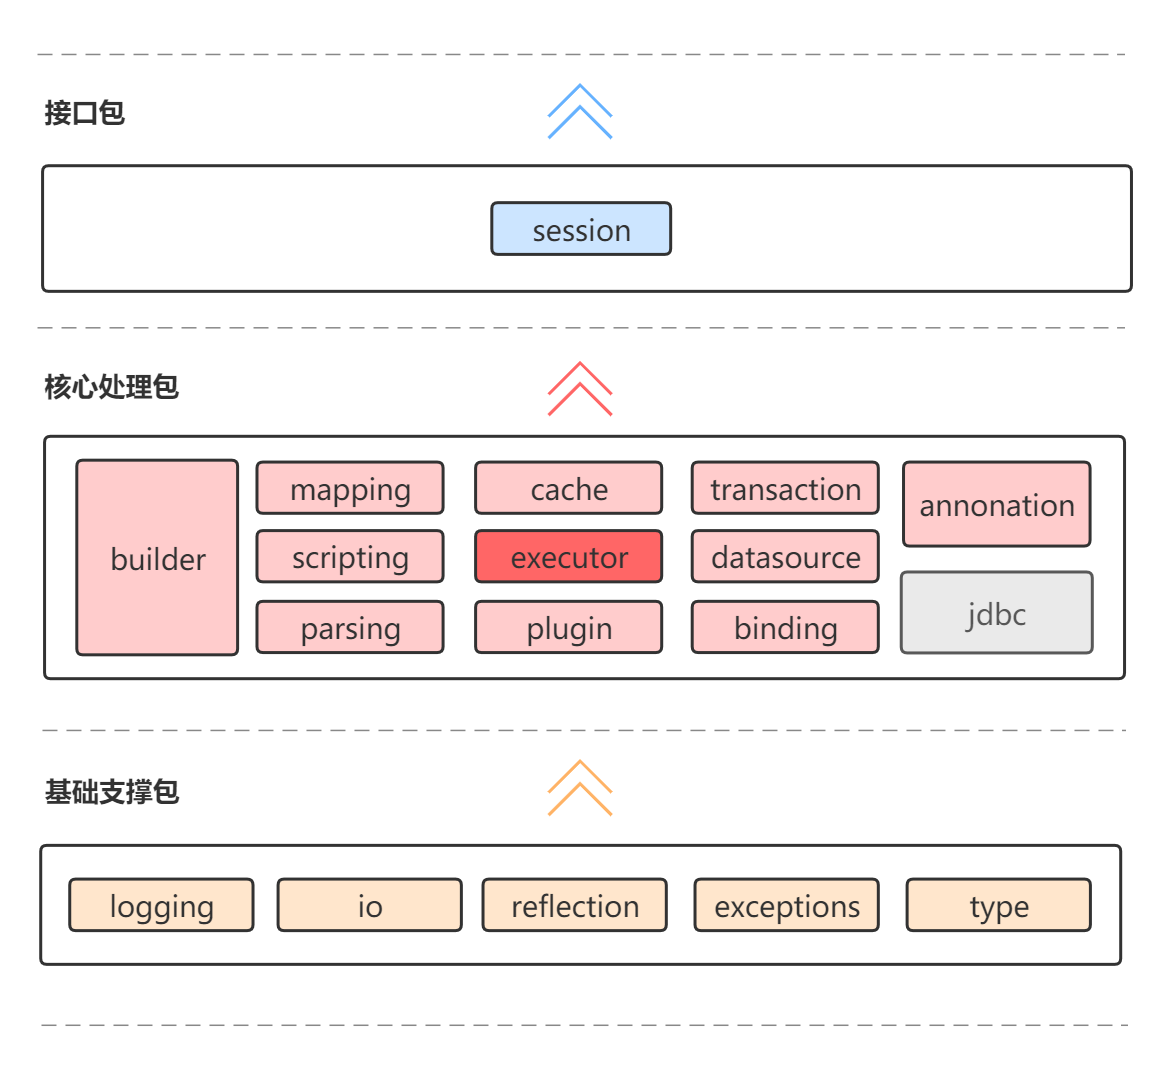 接口包
session
核心处理包
builder
mapping
cache
transaction
annonation
scripting
executor
datasource
jdbc
parsing
plugin
binding
基础支撑包
logging
io
reflection
exceptions
type